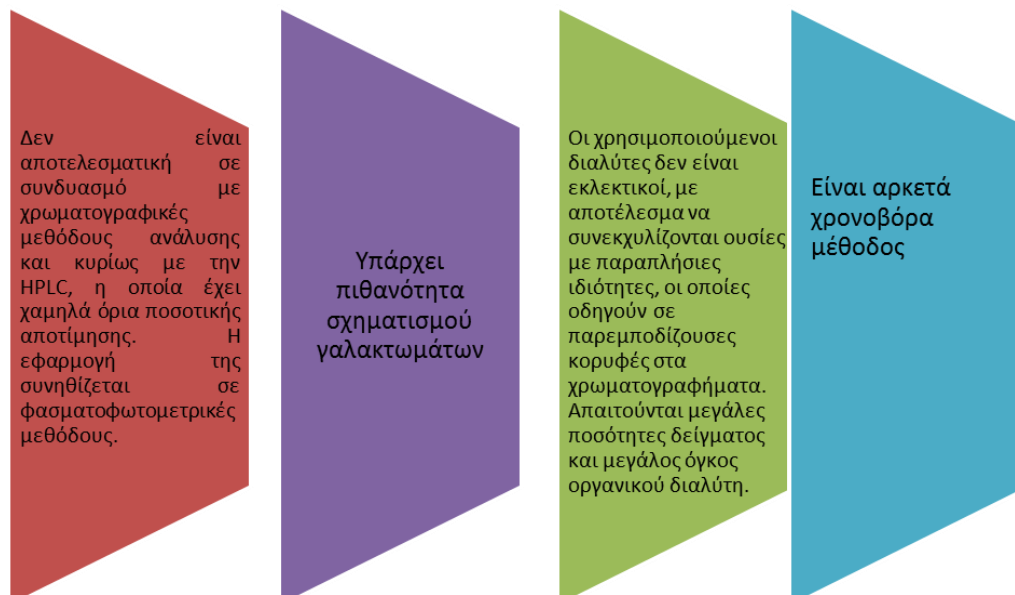 Δεν είναι
αποτελεσματική σε
συνδυασμό με
χρωματογραφικές
μεθόδους ανάλυσης
και κυρίως με την
HPLC, η οποία έχει
χαμηλά όρια ποσοτικής
αποτίμησης. Η
εφαρμογή της
συνηθίζεται σε
φασματοφωτομετρικές
μεθόδους.
Υπάρχει
πιθανότητα
σχηματισμού
γαλακτωμάτων
Οι χρησιμοποιούμενοι
διαλύτες δεν είναι
εκλεκτικοί, με
αποτέλεσμα να
συνεκχυλίζονται ουσίες
με παραπλήσιες
ιδιότητες, οι οποίες
οδηγούν σε
παρεμποδίζουσες
κορυφές στα
χρωματογραφήματα.
Απαιτούνται μεγάλες
ποσότητες δείγματος
και μεγάλος όγκος
οργανικού διαλύτη.
Είναι αρκετά
χρονοβόρα
μέθοδος